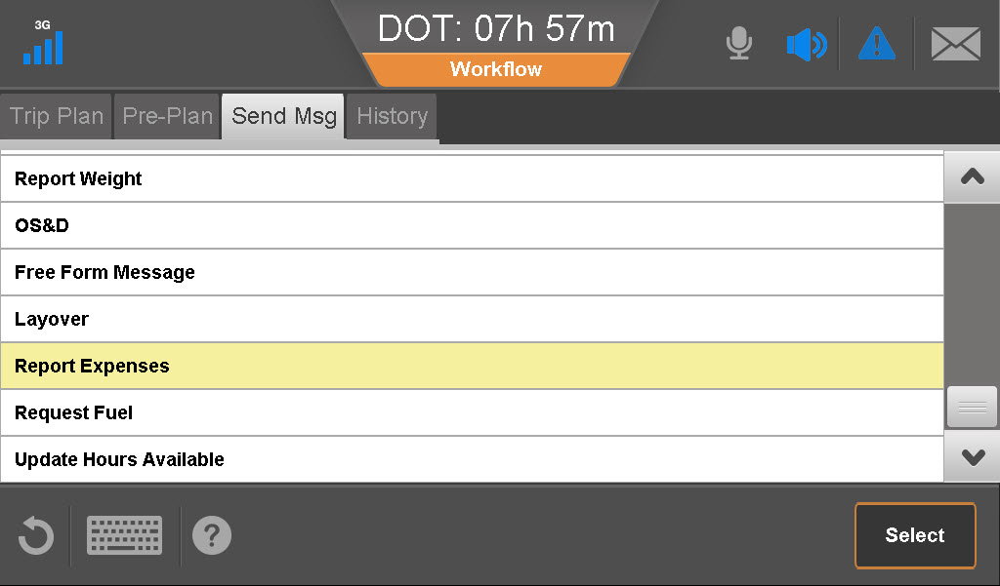 3G
DOT: 07h 57m
Workflow
Trip Plan
Pre-Plan
Send Msg
History
Report Weight
OS&D
Free Form Message
Layover
Report Expenses
Request Fuel
Update Hours Available
?
Select